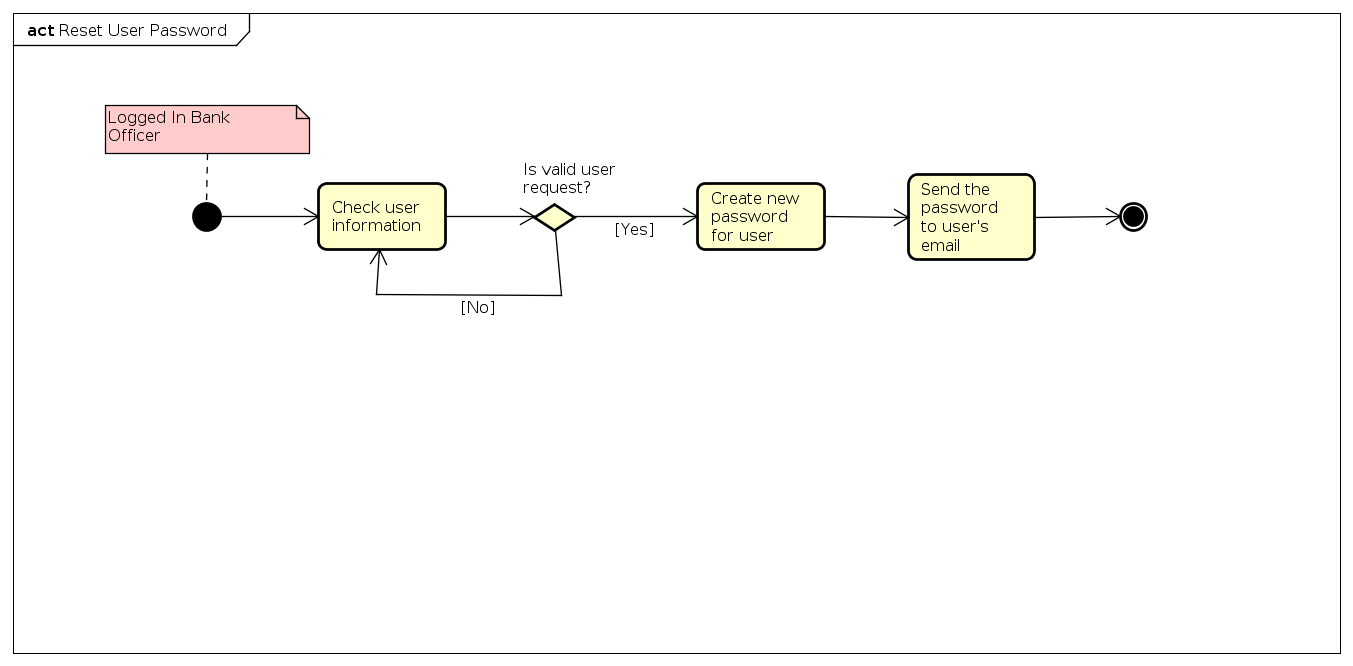 act Reset User Password
Logged In Bank
Officer
Is valid user
request?
Check user
information
[Yes]
[No]
Create new
password
for user
Send the
password
to user's
email